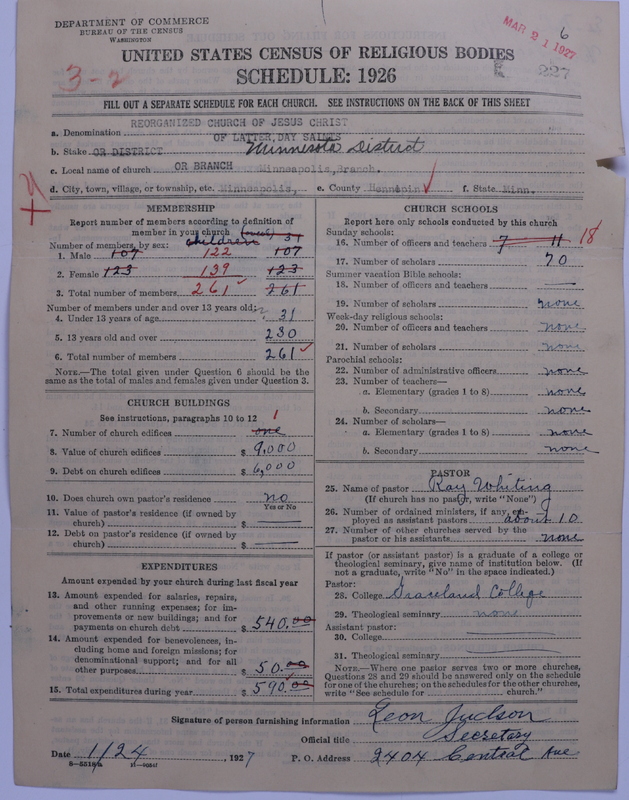 DEPARTMENT OF COMMERCE
BUREAU OF THE CENSUS
WASHINGTON
MAR 21 1927
6
UNITED STATES CENSUS OF RELIGIOUS BODIES
3-2
SCHEDULE: 1926
227
FILL OUT A SEPARATE SCHEDULE FOR EACH CHURCH. SEE INSTRUCTIONS ON THE BACK OF THIS SHEET
a. Denomination REORGANIZED CHURCH OF JESUS CHRIST
OF LATTER DAY SAINTS
b. Stake OR DISTRICT Minnesota District
c. Local name of church OR BRANCH Minneapolis, Branch.
d. City, town, village, or township, etc. Minneapolis, e. County Hennepin f. State Minn.
MEMBERSHIP
Report number of members according to definition of
member in your church
Number of members, by sex: children 31
1. Male 107 122 107
2. Female 123 139 123
3. Total number of members 261 261
Number of members under and over 13 years old:
4. Under 13 years of age 31
5. 13 years old and over 230
6. Total number of members 261
NOTE.—The total given under Question 6 should be
same as the total of males and females given under Question 3.
CHURCH BUILDINGS
See instructions, paragraphs 10 to 12
7. Number of church edifices one 1
8. Value of church edifices $ 9,000
9. Debt on church edifices $ 6,000
10. Does church own pastor's residence no
Yes or No
11. Value of pastor's residence (if owned by
church) $
12. Debt on pastor's residence (if owned by
church) $
EXPENDITURES
Amount expended by your church during last fiscal year
13. Amount expended for salaries, repairs,
and other running expenses; for im-
provements or new buildings; and for
payments on church debt $ 540.00
14. Amount expended for benevolences, in-
cluding home and foreign missions; for
denominational support; and for all
other purposes $ 50.00
15. Total expenditures during year $ 590.00
CHURCH SCHOOLS
Report here only schools conducted by this church
Sunday schools:
16. Number of officers and teachers 7 11 18
17. Number of scholars 70
Summer vacation Bible schools:
18. Number of officers and teachers
19. Number of scholars none
Week-day religious schools:
20. Number of officers and teachers none
21. Number of scholars none
Parochial schools:
22. Number of administrative officers none
23. Number of teachers—
a. Elementary (grades 1 to 8) none
b. Secondary none
24. Number of scholars—
a. Elementary (grades 1 to 8) none
b. Secondary none
PASTOR
25. Name of pastor Ray Whiting
(If church has no pastor, write "None")
26. Number of ordained ministers, if any, em-
ployed as assistant pastors about 10
27. Number of other churches served by the
pastor or his assistants none
If pastor (or assistant pastor) is a graduate of a college or
theological seminary, give name of institution below. (If
not a graduate, write "No" in the space indicated.)
Pastor:
28. College Graceland College
29. Theological seminary none
Assistant pastor:
30. College
31. Theological seminary
NOTE.—Where one pastor serves two or more churches,
Questions 28 and 29 should be answered only on the schedule
for one of the churches; on the schedules for the other churches,
write "See schedule for church."
Signature of person furnishing information Leon Judson
Official title Secretary
Date 1/24, 1927 P. O. Address 2404 Central Ave